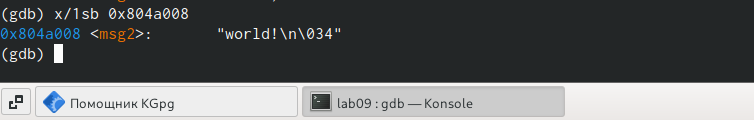 (gdb) x/1sb 0x804a008
0x804a008 <msg2>:        "world!\n\034"
(gdb)
Помощник KGpg
lab09 : gdb — Konsole